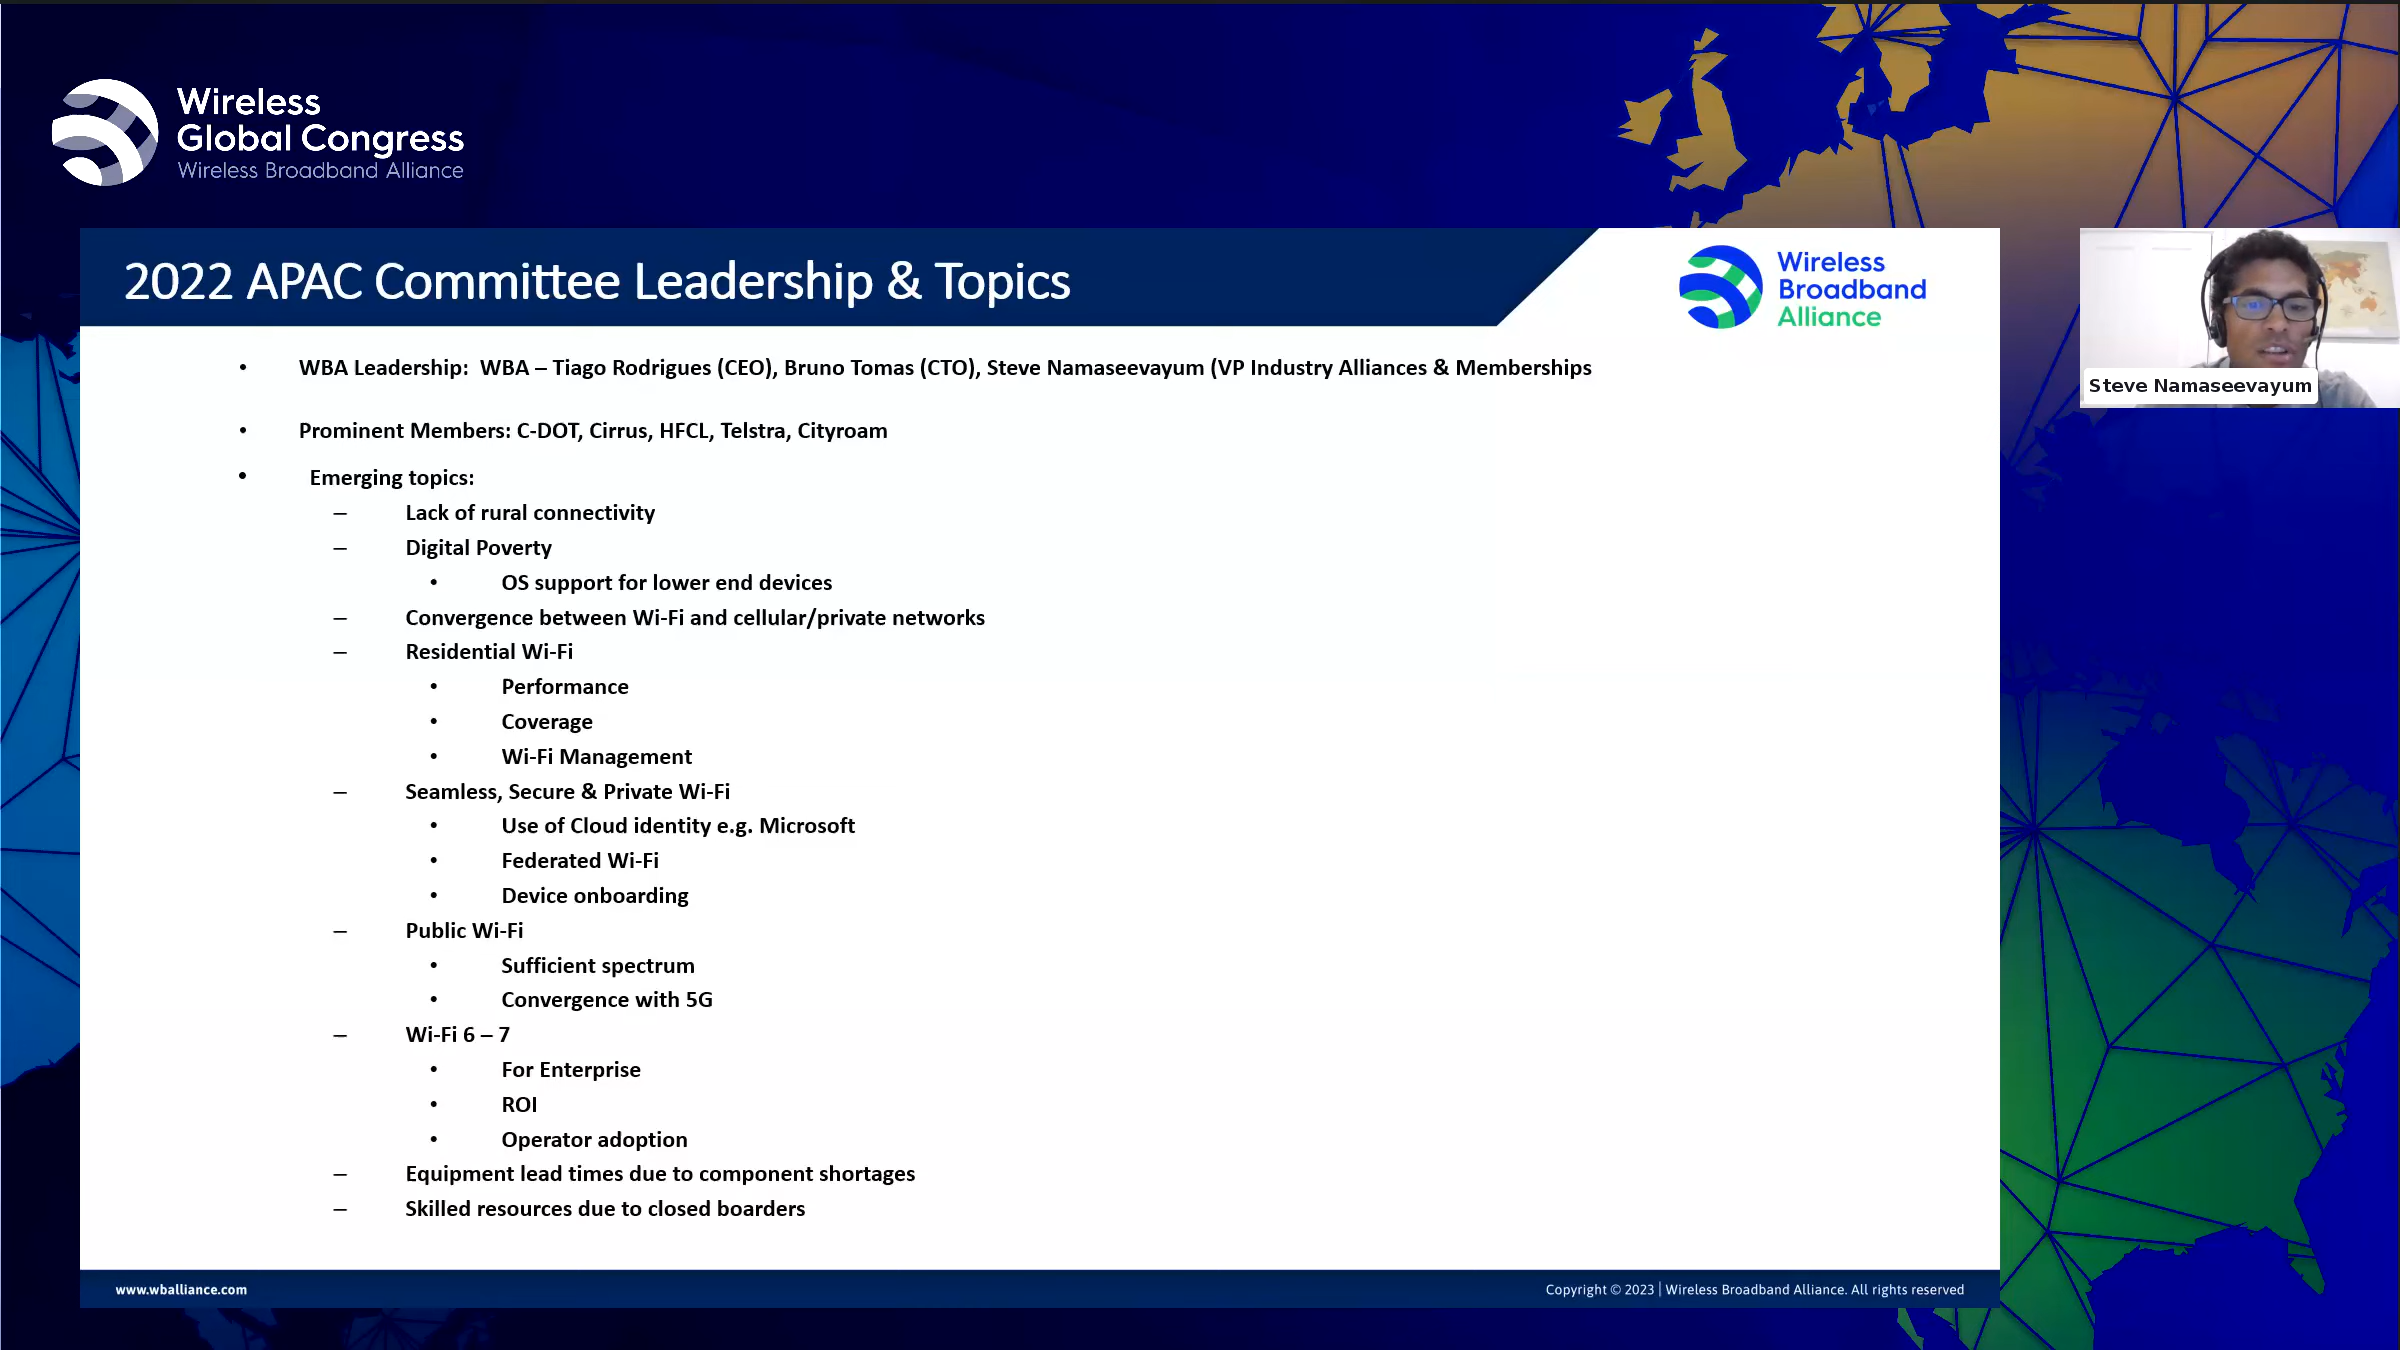 Wireless
Global Congress
Wireless Broadband Alliance
2022 APAC Committee Leadership & Topics
Wireless
Broadband
Alliance
Steve Namaseevayum
• WBA Leadership:  WBA – Tiago Rodrigues (CEO), Bruno Tomas (CTO), Steve Namaseevayum (VP Industry Alliances & Memberships
• Prominent Members: C-DOT, Cirrus, HFCL, Telstra, Cityroam
• Emerging topics:
– Lack of rural connectivity
– Digital Poverty
• OS support for lower end devices
– Convergence between Wi-Fi and cellular/private networks
– Residential Wi-Fi
• Performance
• Coverage
• Wi-Fi Management
– Seamless, Secure & Private Wi-Fi
• Use of Cloud identity e.g. Microsoft
• Federated Wi-Fi
• Device onboarding
– Public Wi-Fi
• Sufficient spectrum
• Convergence with 5G
– Wi-Fi 6 – 7
• For Enterprise
• ROI
• Operator adoption
– Equipment lead times due to component shortages
– Skilled resources due to closed boarders
www.wballiance.com
Copyright © 2023 | Wireless Broadband Alliance. All rights reserved